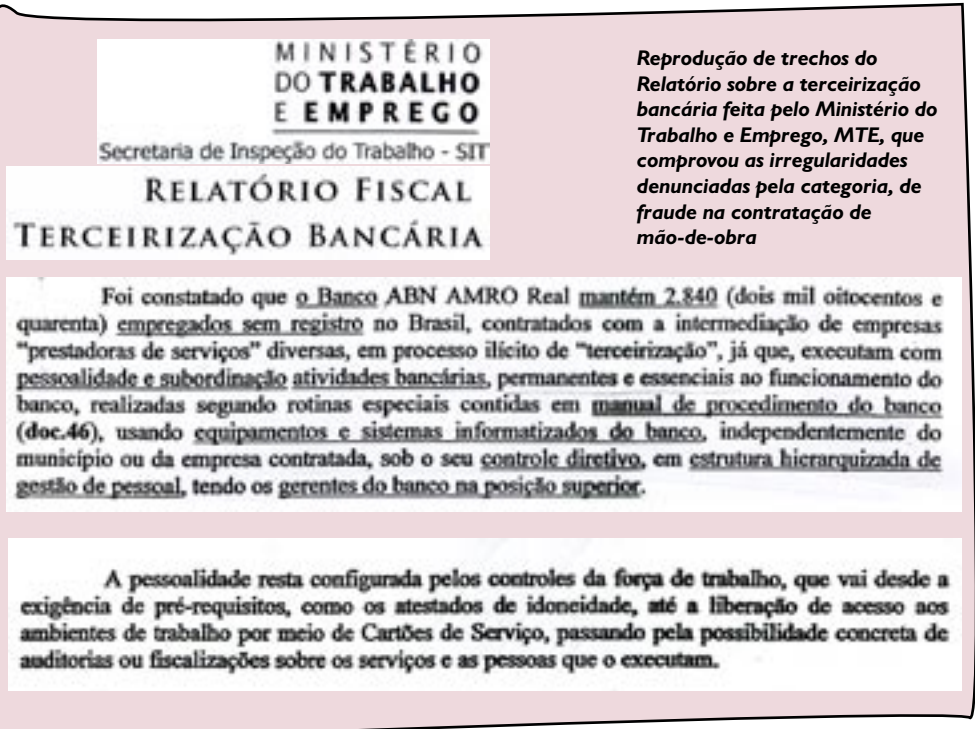 MINISTÉRIO
DO TRABALHO
E EMPREGO
Secretaria de Inspeção do Trabalho - SIT
RELATÓRIO FISCAL
TERCEIRIZAÇÃO BANCÁRIA
Reprodução de trechos do
Relatório sobre a terceirização
bancária feita pelo Ministério do
Trabalho e Emprego, MTE, que
comprovou as irregularidades
denunciadas pela categoria, de
fraude na contratação de
mão-de-obra
Foi constatado que o Banco ABN AMRO Real mantém 2.840 (dois mil oitocentos e
quarenta) empregados sem registro no Brasil, contratados com a intermediação de empresas
“prestadoras de serviços” diversas, em processo ilícito de “terceirização”, já que, executam com
pessoalidade e subordinação atividades bancárias, permanentes e essenciais ao funcionamento do
banco, realizadas segundo rotinas especiais contidas em manual de procedimento do banco
(doc.46), usando equipamentos e sistemas informatizados do banco, independentemente do
município ou da empresa contratada, sob o seu controle diretivo, em estrutura hierarquizada de
gestão de pessoal, tendo os gerentes do banco na posição superior.
A pessoalidade resta configurada pelos controles da força de trabalho, que vai desde a
exigência de pré-requisitos, como os atestados de idoneidade, até a liberação de acesso aos
ambientes de trabalho por meio de Cartões de Serviço, passando pela possibilidade concreta de
auditorias ou fiscalizações sobre os serviços e as pessoas que o executam.